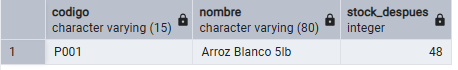 codigo nombre stock_despues
character varying (15) character varying (80) integer
1 P001 Arroz Blanco 5lb 48